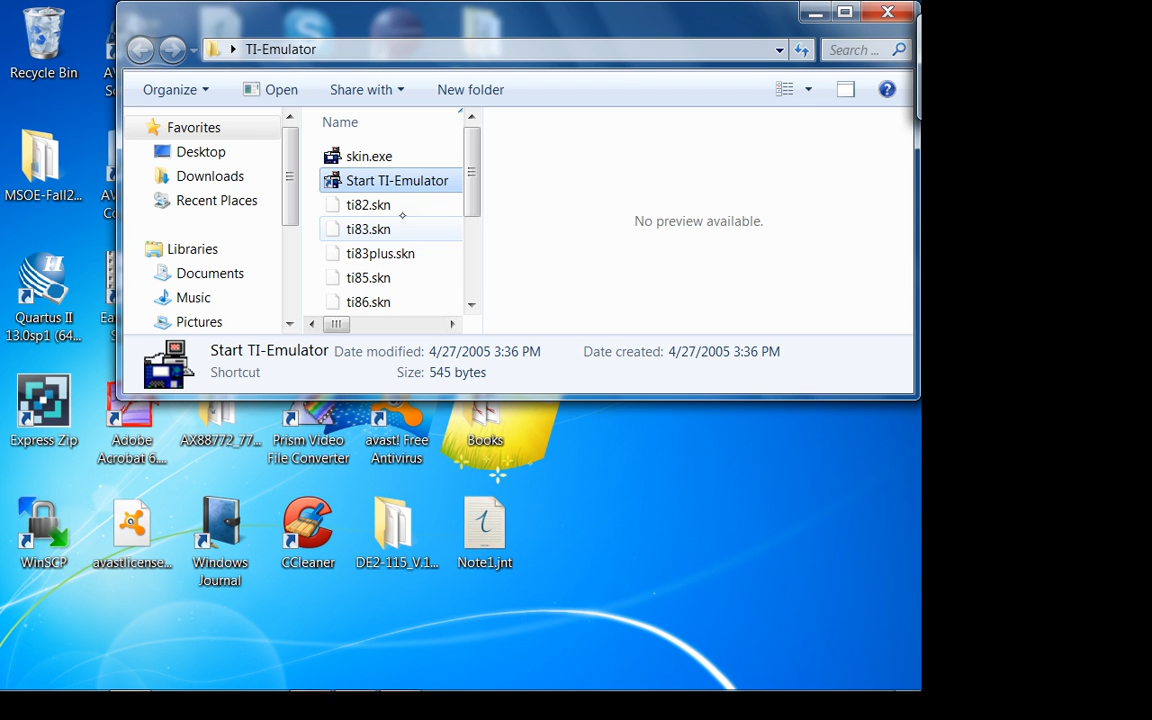 TI-Emulator
Search ...
Organize
Open
Share with
New folder
Favorites
Desktop
Downloads
Recent Places
Libraries
Documents
Music
Pictures
Name
skin.exe
Start TI-Emulator
ti82.skn
ti83.skn
ti83plus.skn
ti85.skn
ti86.skn
No preview available.
Start TI-Emulator
Date modified: 4/27/2005 3:36 PM
Date created: 4/27/2005 3:36 PM
Shortcut
Size: 545 bytes
Recycle Bin
MSOE-Fall2...
Quartus II
13.0sp1 (64...
Express Zip
Adobe
Acrobat 6....
AX88772_77...
Prism Video
File Converter
avast! Free
Antivirus
Books
WinSCP
avastlicense...
Windows
Journal
CCleaner
DE2-115_V.1...
Note1.jnt